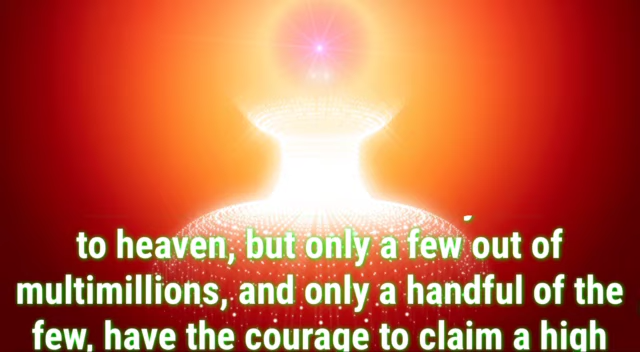 to heaven, but only a few out of
multimillions, and only a handful of the
few, have the courage to claim a high